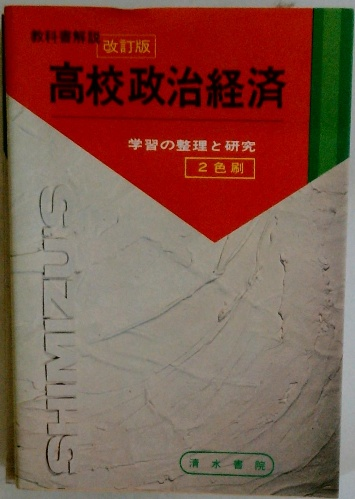 教科書解説
改訂版
高校政治経済
学習の整理と研究
2色刷
SHIMIZU'S
清水書院